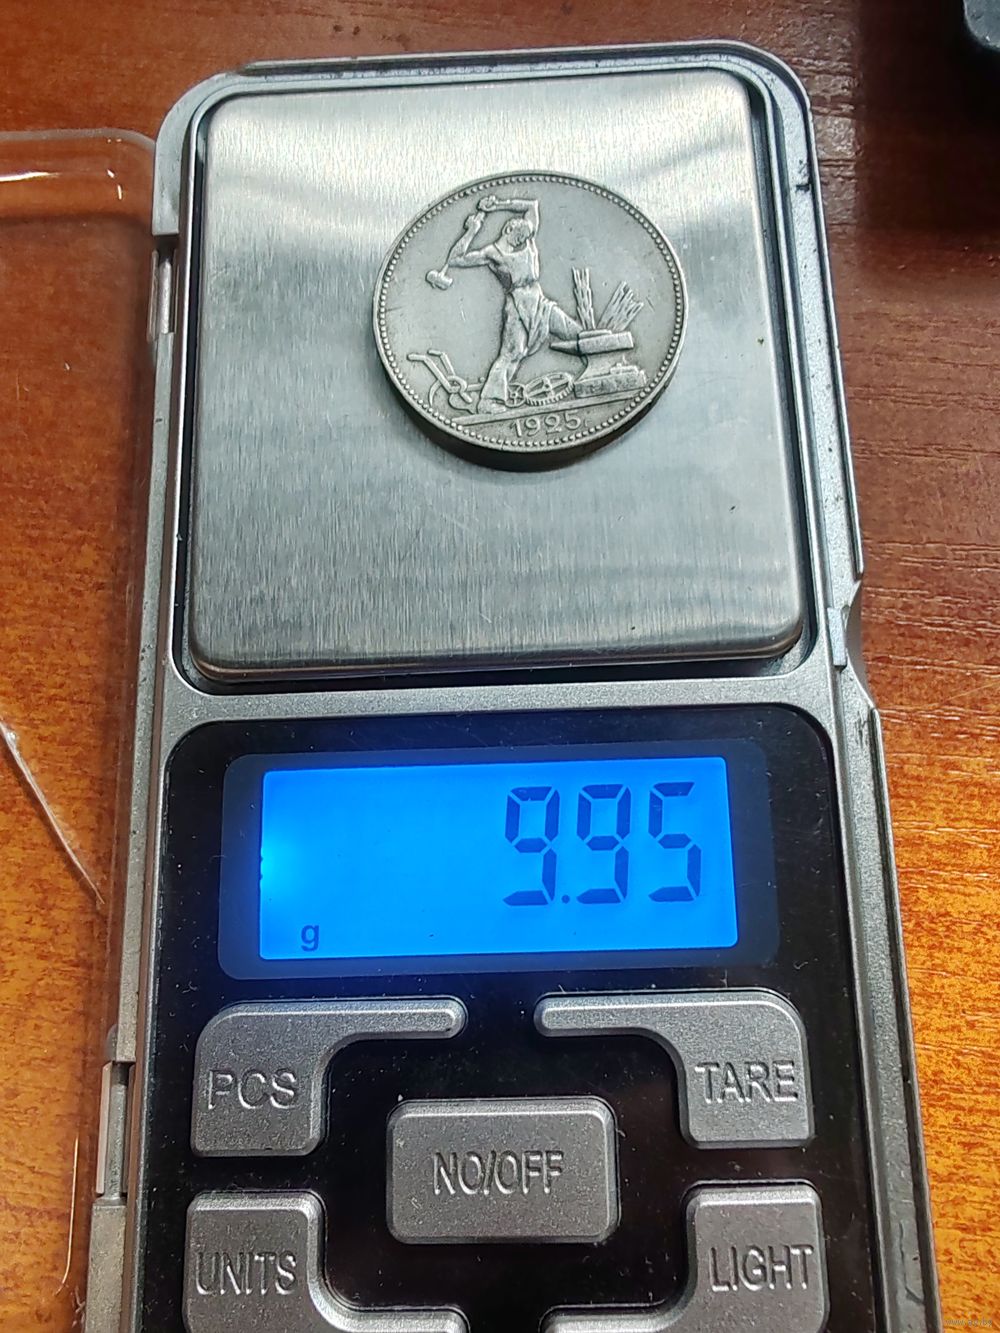 1925
9.95
g
PCS
TARE
NO/OFF
UNITS
LIGHT